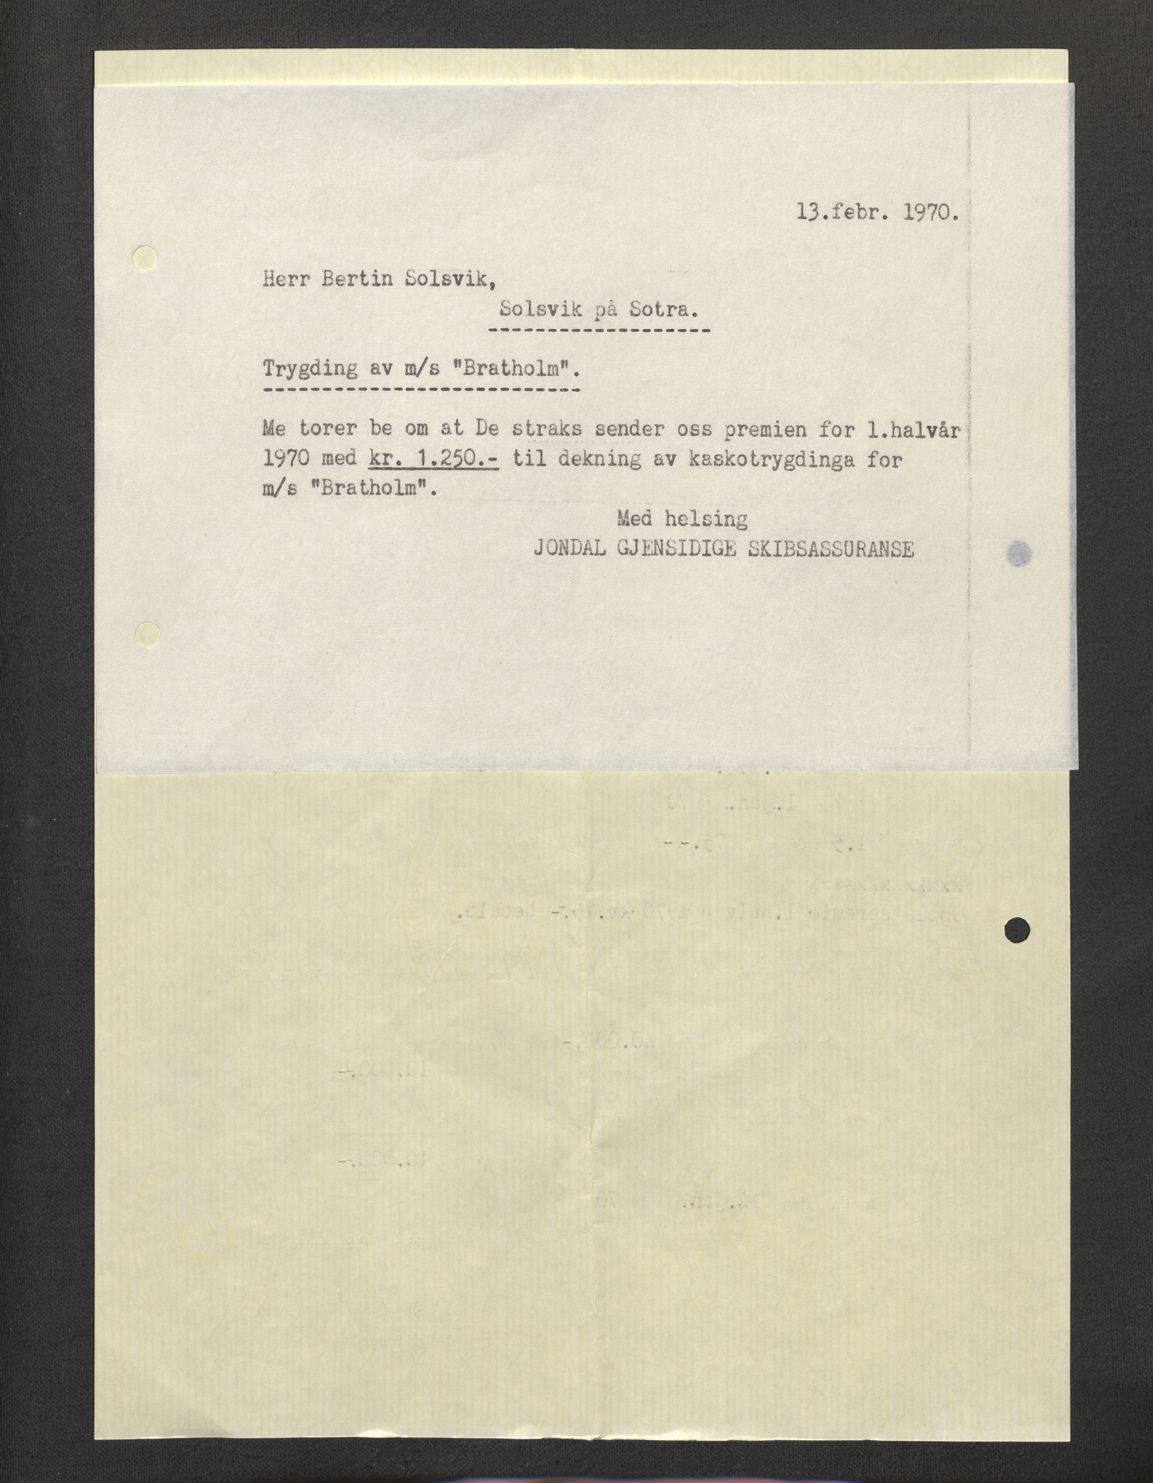 13.febr. 1970.
Herr Bertin Solsvik,
Solsvik på Sotra.
Trygding av m/s "Bratholm".
Me torer be om at De straks sender oss premien for 1.halvår
1970 med kr. 1.250.- til dekning av kaskotrygdinga for
m/s "Bratholm".
Med helsing
JONDAL GJENSIDIGE SKIBSASSURANSE